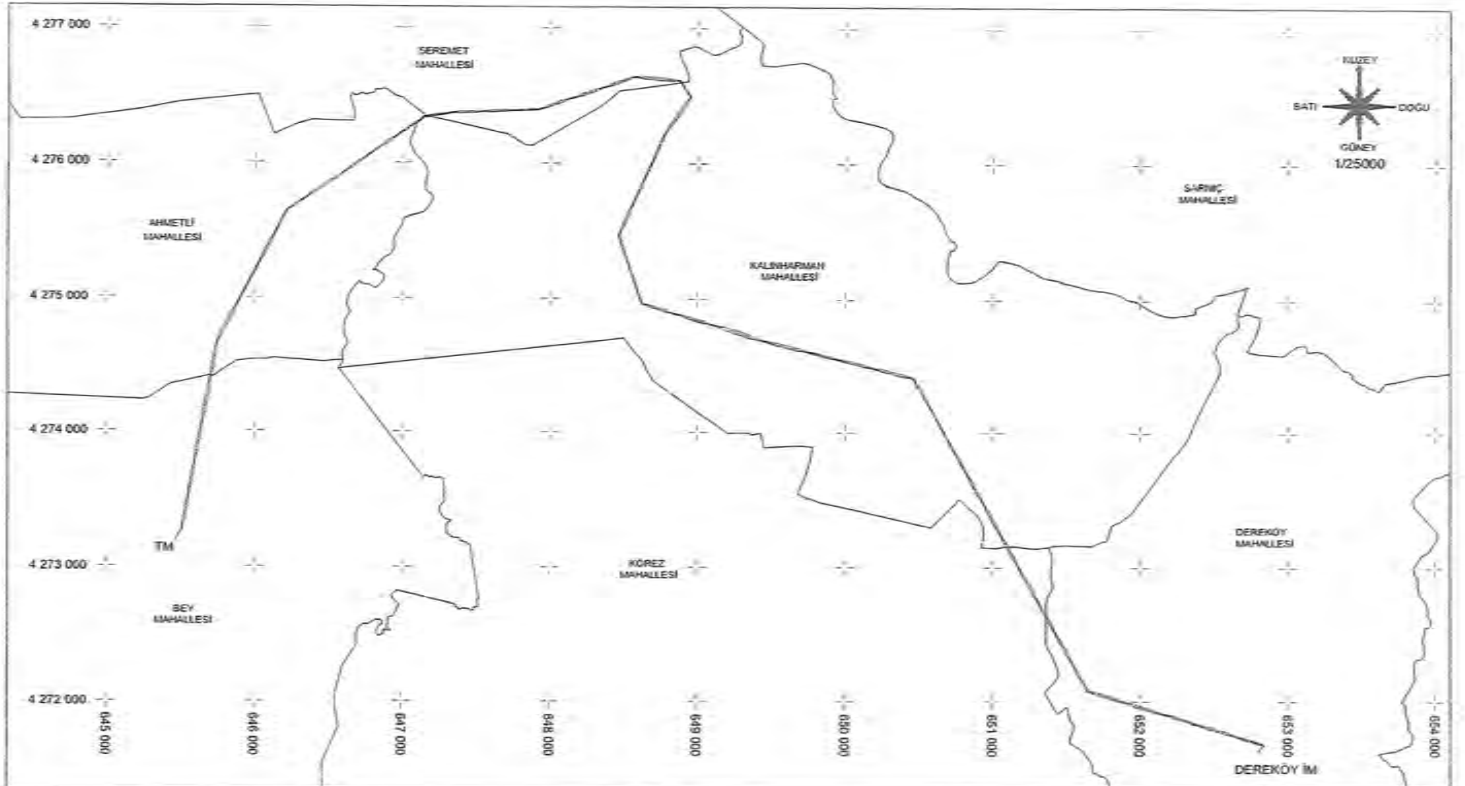 4 277 000
SEREMET
MAHALLESİ
KUZEY
BATI
DOĞU
GÜNEY
1/25000
4 276 000
SARNIÇ
MAHALLESİ
AHMETLİ
MAHALLESİ
KALINHARMAN
MAHALLESİ
4 275 000
4 274 000
TM
DEREKÖY
MAHALLESİ
4 273 000
KÖREZ
MAHALLESİ
BEY
MAHALLESİ
4 272 000
645 000
646 000
647 000
648 000
649 000
650 000
651 000
652 000
653 000
654 000
DEREKÖY İM